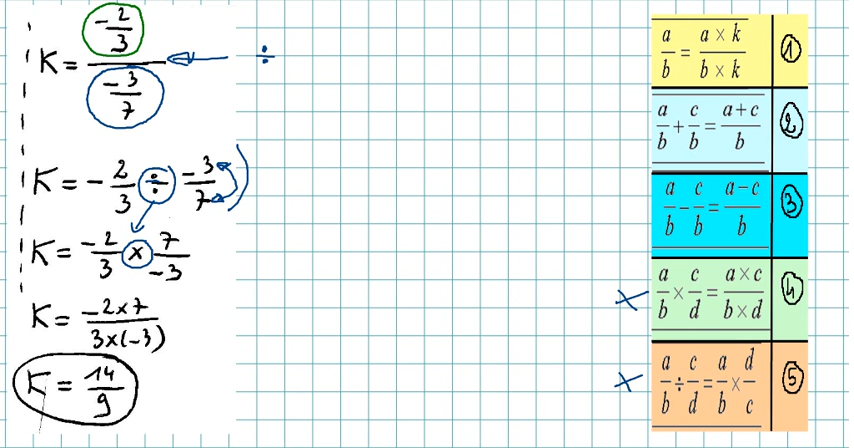 K = (-2/3)/(-3/7) ÷
K = - 2/3 ÷ -3/7
K = -2/3 × 7/-3
K = -2×7/3×(-3)
K = 14/9
a/b = a × k/b × k 1
a/b + c/b = a+c/b 2
a/b - c/b = a-c/b 3
× a/b × c/d = a×c/b×d 4
× a/b ÷ c/d = a/b × d/c 5